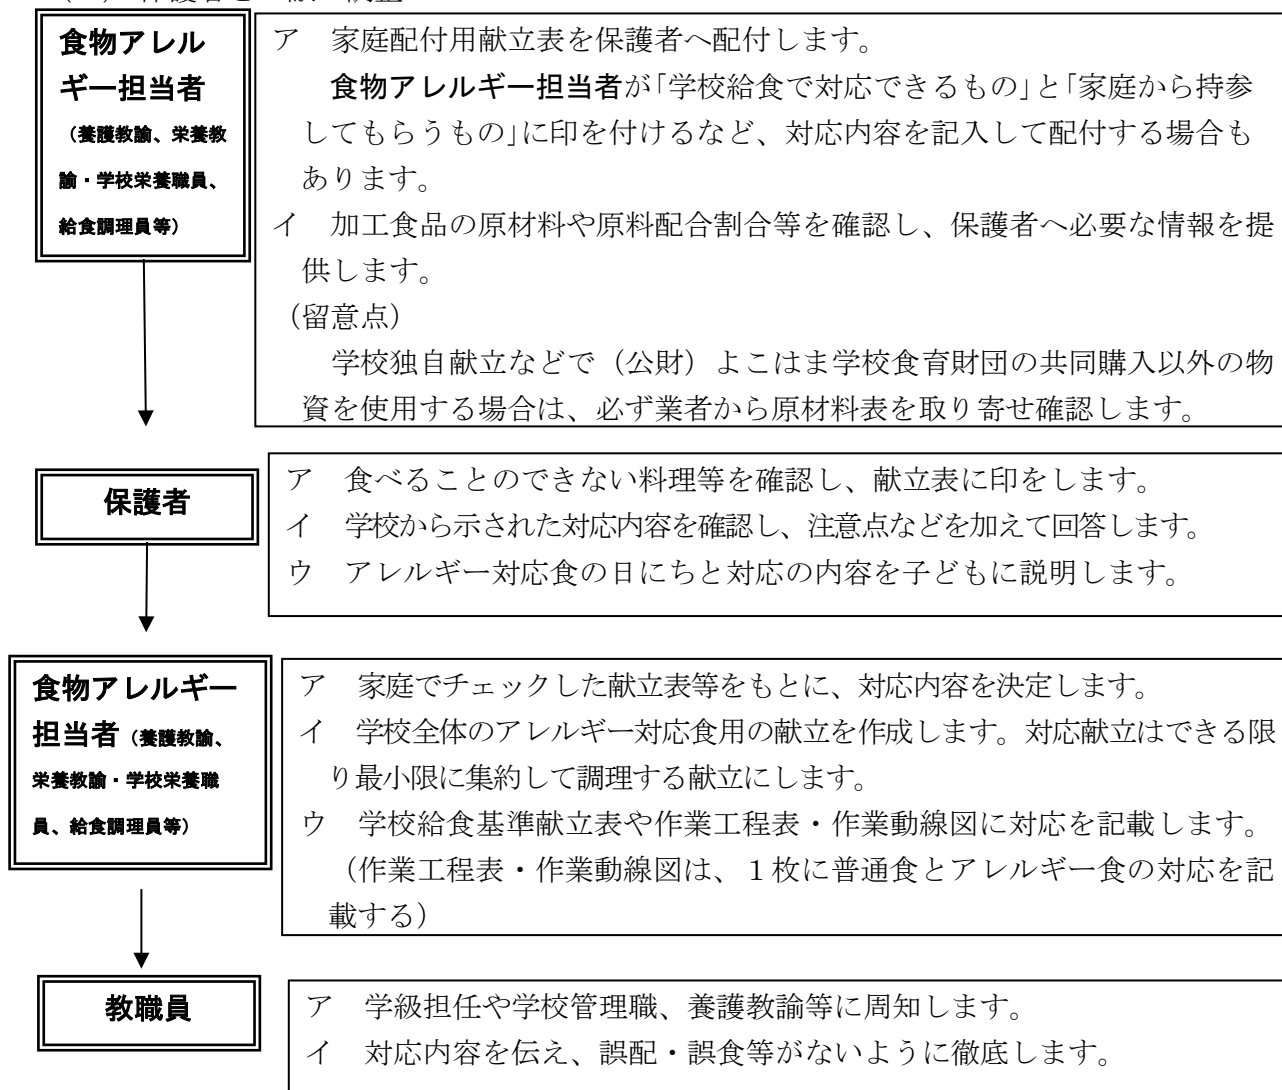 食物アレル
ギー担当者
（養護教諭、栄養教
諭・学校栄養職員、
給食調理員等）
ア　家庭配付用献立表を保護者へ配付します。
食物アレルギー担当者が「学校給食で対応できるもの」と「家庭から持参
してもらうもの」に印を付けるなど、対応内容を記入して配付する場合も
あります。
イ　加工食品の原材料や原料配合割合等を確認し、保護者へ必要な情報を提
供します。
（留意点）
学校独自献立などで（公財）よこはま学校食育財団の共同購入以外の物
資を使用する場合は、必ず業者から原材料表を取り寄せ確認します。
保護者
ア　食べることのできない料理等を確認し、献立表に印をします。
イ　学校から示された対応内容を確認し、注意点などを加えて回答します。
ウ　アレルギー対応食の日にちと対応の内容を子どもに説明します。
食物アレルギー
担当者（養護教諭、
栄養教諭・学校栄養職
員、給食調理員等）
ア　家庭でチェックした献立表等をもとに、対応内容を決定します。
イ　学校全体のアレルギー対応食用の献立を作成します。対応献立はできる限
り最小限に集約して調理する献立にします。
ウ　学校給食基準献立表や作業工程表・作業動線図に対応を記載します。
（作業工程表・作業動線図は、１枚に普通食とアレルギー食の対応を記
載する）
教職員
ア　学級担任や学校管理職、養護教諭等に周知します。
イ　対応内容を伝え、誤配・誤食等がないように徹底します。